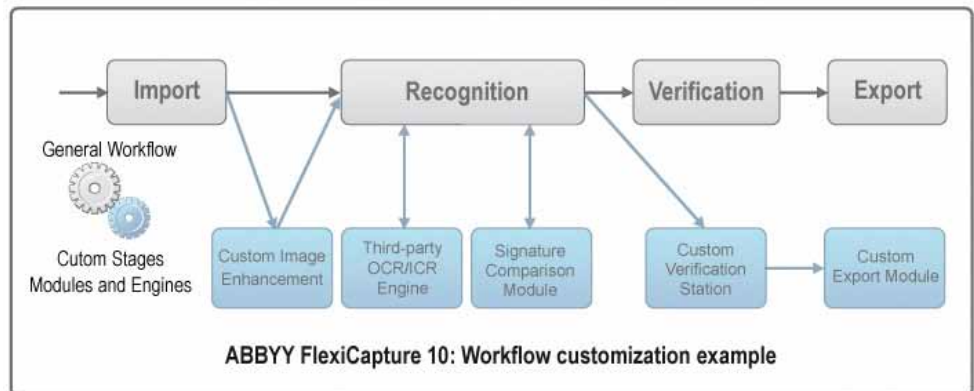 Import
Recognition
Verification
Export
General Workflow
Cutom Stages
Modules and Engines
Custom Image
Enhancement
Third-party
OCR/ICR
Engine
Signature
Comparison
Module
Custom
Verification
Station
Custom
Export Module
ABBYY FlexiCapture 10: Workflow customization example